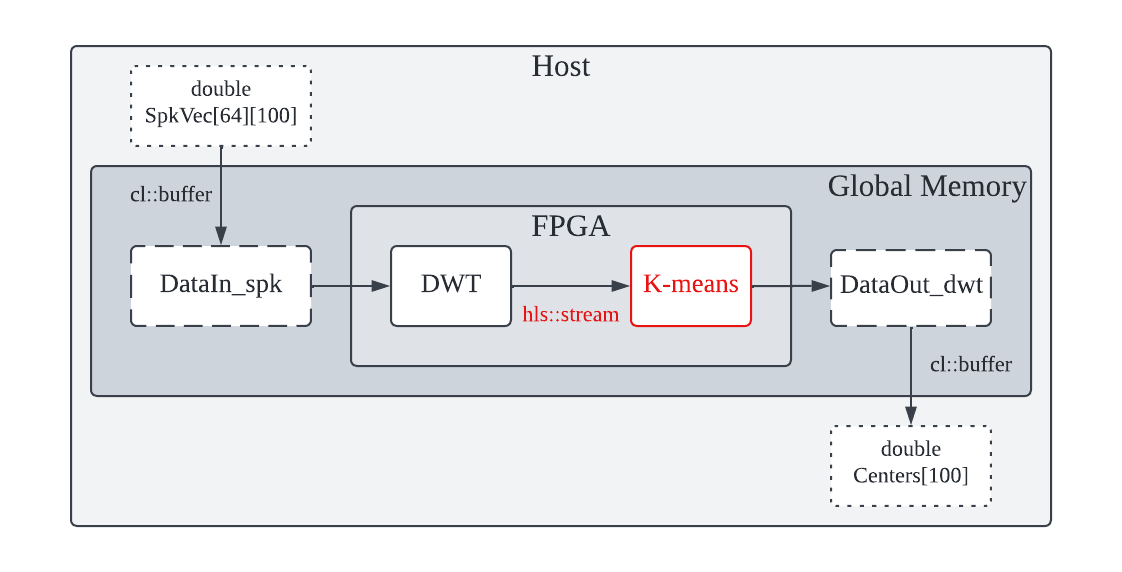 Host
double
SpkVec[64][100]
cl::buffer
Global Memory
FPGA
DataIn_spk
DWT
hls::stream
K-means
DataOut_dwt
cl::buffer
double
Centers[100]